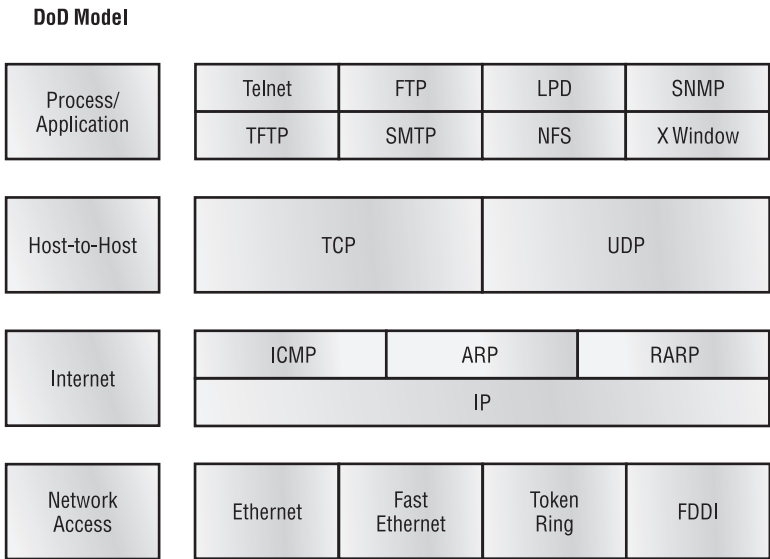 DoD Model
Process/
Application
Telnet
FTP
LPD
SNMP
TFTP
SMTP
NFS
X Window
Host-to-Host
TCP
UDP
Internet
ICMP
ARP
RARP
IP
Network
Access
Ethernet
Fast
Ethernet
Token
Ring
FDDI